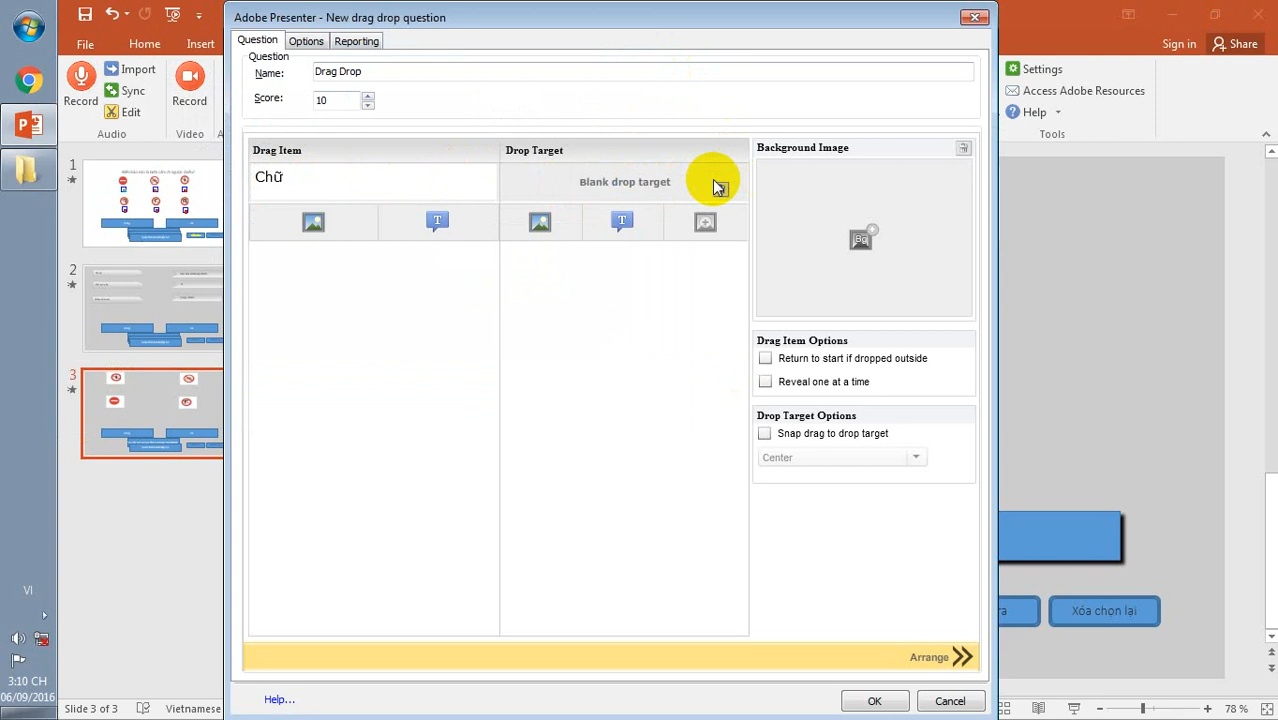 Adobe Presenter - New drag drop question
File
Home
Insert
Sign in
Share
Record
Import
Sync
Edit
Record
Audio
Video
Settings
Access Adobe Resources
Help
Tools
Question
Options
Reporting
Question
Name:
Drag Drop
Score:
10
Drag Item
Drop Target
Chữ
Blank drop target
T
T
Background Image
Drag Item Options
Return to start if dropped outside
Reveal one at a time
Drop Target Options
Snap drag to drop target
Center
Arrange
Help...
OK
Cancel
1
2
3
ra
Xóa chọn lại
VI
3:10 CH
06/09/2016
Slide 3 of 3
Vietnamese
78 %